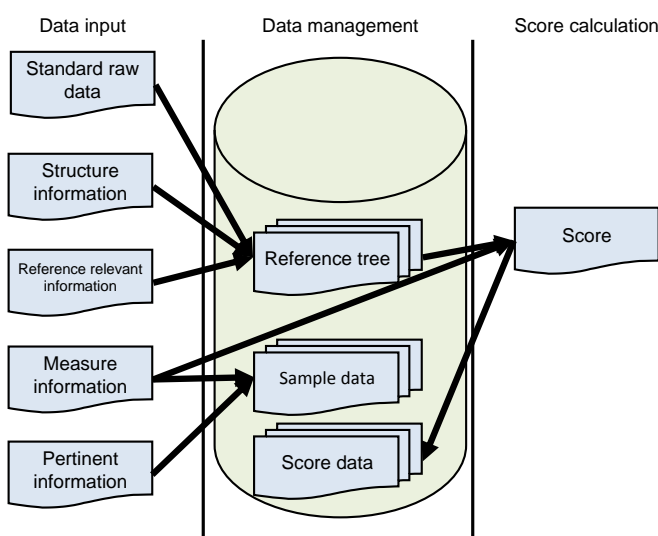 Data input
Data management
Score calculation
Standard raw
data
Structure
information
Reference relevant
information
Measure
information
Pertinent
information
Reference tree
Sample data
Score data
Score